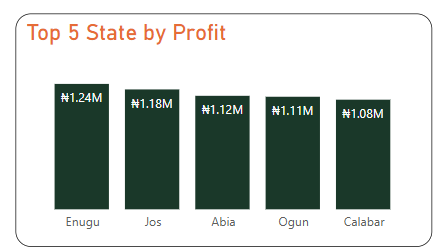 Top 5 State by Profit
₦1.24M
₦1.18M
₦1.12M
₦1.11M
₦1.08M
Enugu
Jos
Abia
Ogun
Calabar